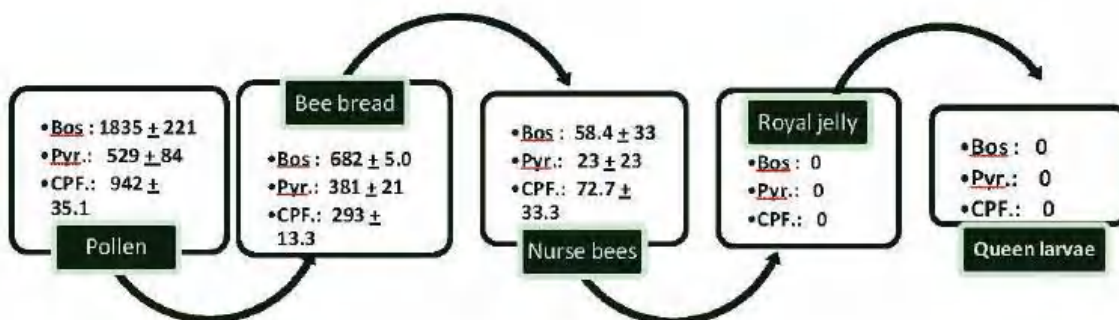 •Bos : 1835 ± 221
•Pyr.: 529 ± 84
•CPF.: 942 ±
35.1
Pollen
Bee bread
•Bos : 682 ± 5.0
•Pyr.: 381 ± 21
•CPF.: 293 ±
13.3
•Bos : 58.4 ± 33
•Pyr.: 23 ± 23
•CPF.: 72.7 ±
33.3
Nurse bees
Royal jelly
•Bos : 0
•Pyr.: 0
•CPF.: 0
•Bos : 0
•Pyr.: 0
•CPF.: 0
Queen larvae